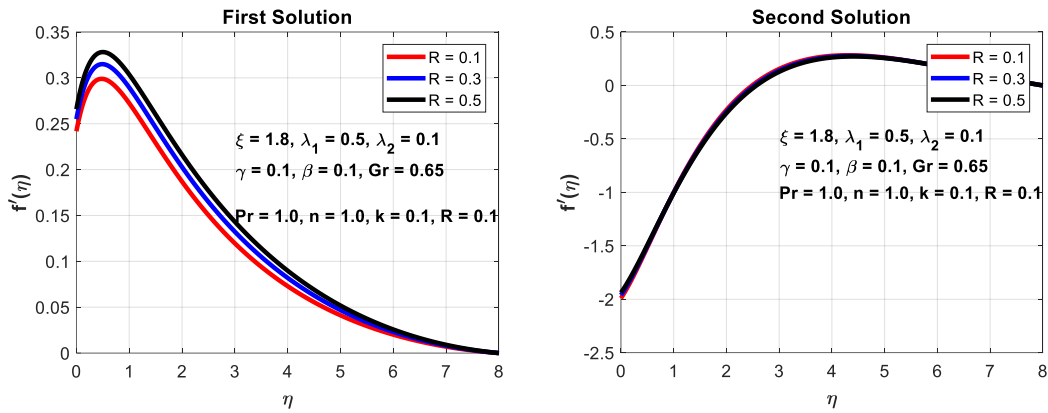 First Solution
0.35
0.3
0.25
0.2
0.15
0.1
0.05
0
0 1 2 3 4 5 6 7 8
f′(η)
η
R = 0.1
R = 0.3
R = 0.5
ξ = 1.8, λ1 = 0.5, λ2 = 0.1
γ = 0.1, β = 0.1, Gr = 0.65
Pr = 1.0, n = 1.0, k = 0.1, R = 0.1
Second Solution
0.5
0
-0.5
-1
-1.5
-2
-2.5
0 1 2 3 4 5 6 7 8
f′(η)
η
R = 0.1
R = 0.3
R = 0.5
ξ = 1.8, λ1 = 0.5, λ2 = 0.1
γ = 0.1, β = 0.1, Gr = 0.65
Pr = 1.0, n = 1.0, k = 0.1, R = 0.1